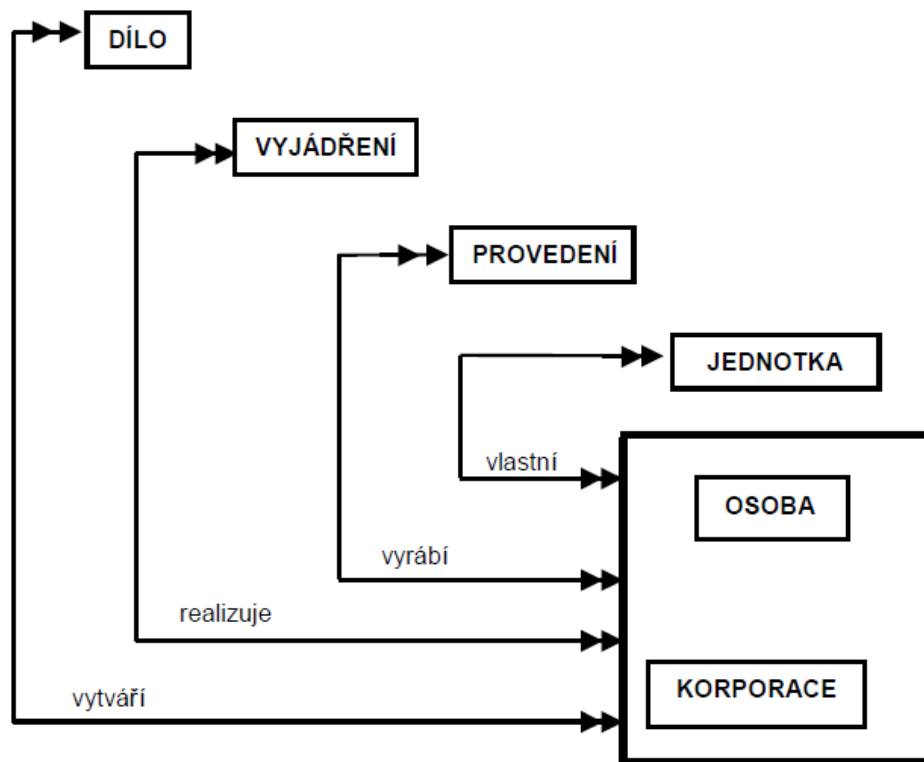 DÍLO
VYJÁDŘENÍ
PROVEDENÍ
JEDNOTKA
vlastní
OSOBA
vyrábí
realizuje
KORPORACE
vytváří